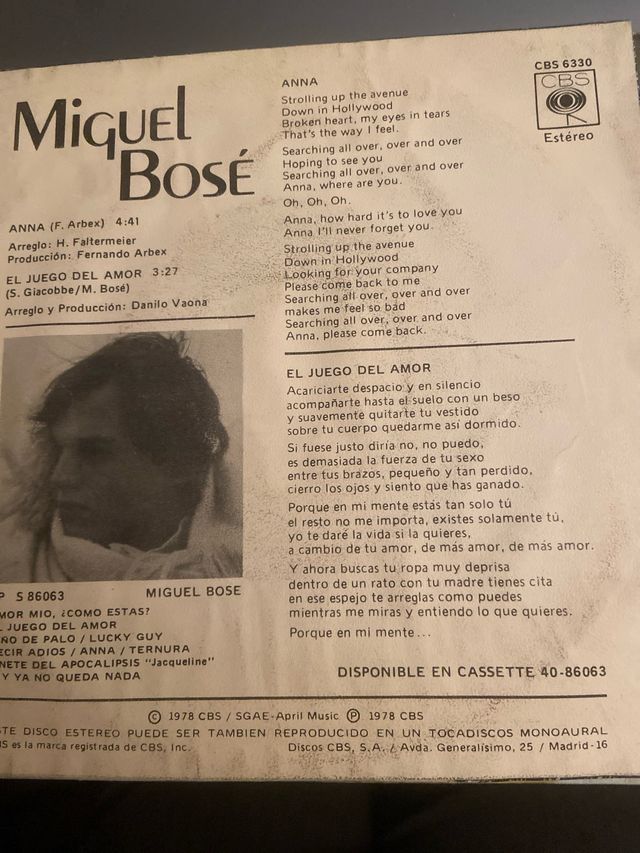 Miguel
Bosé
ANNA (F. Arbex) 4:41
Arreglo: H. Faltermeier
Producción: Fernando Arbex
EL JUEGO DEL AMOR 3:27
(S. Giacobbe/M. Bosé)
Arreglo y Producción: Danilo Vaona
P S 86063 MIGUEL BOSE
MOR MIO, ¿COMO ESTAS?
L JUEGO DEL AMOR
ÑO DE PALO / LUCKY GUY
ECIR ADIOS / ANNA / TERNURA
NETE DEL APOCALIPSIS "Jacqueline"
Y YA NO QUEDA NADA
ANNA
Strolling up the avenue
Down in Hollywood
Broken heart, my eyes in tears
That's the way I feel.
Searching all over, over and over
Hoping to see you
Searching all over, over and over
Anna, where are you.
Oh, Oh, Oh.
Anna, how hard it's to love you
Anna I'll never forget you.
Strolling up the avenue
Down in Hollywood
Looking for your company
Please come back to me
Searching all over, over and over
makes me feel so bad
Searching all over, over and over
Anna, please come back.
CBS 6330
CBS
Estéreo
EL JUEGO DEL AMOR
Acariciarte despacio y en silencio
acompañarte hasta el suelo con un beso
y suavemente quitarte tu vestido
sobre tu cuerpo quedarme así dormido.
Si fuese justo diría no, no puedo,
es demasiada la fuerza de tu sexo
entre tus brazos, pequeño y tan perdido,
cierro los ojos y siento que has ganado.
Porque en mi mente estás tan solo tú
el resto no me importa, existes solamente tú,
yo te daré la vida si la quieres,
a cambio de tu amor, de más amor, de más amor.
Y ahora buscas tu ropa muy deprisa
dentro de un rato con tu madre tienes cita
en ese espejo te arreglas como puedes
mientras me miras y entiendo lo que quieres.
Porque en mi mente...
DISPONIBLE EN CASSETTE 40-86063
© 1978 CBS / SGAE-April Music ℗ 1978 CBS
STE DISCO ESTEREO PUEDE SER TAMBIEN REPRODUCIDO EN UN TOCADISCOS MONOAURAL
BS es la marca registrada de CBS, Inc. Discos CBS, S.A. / Avda. Generalísimo, 25 / Madrid-16